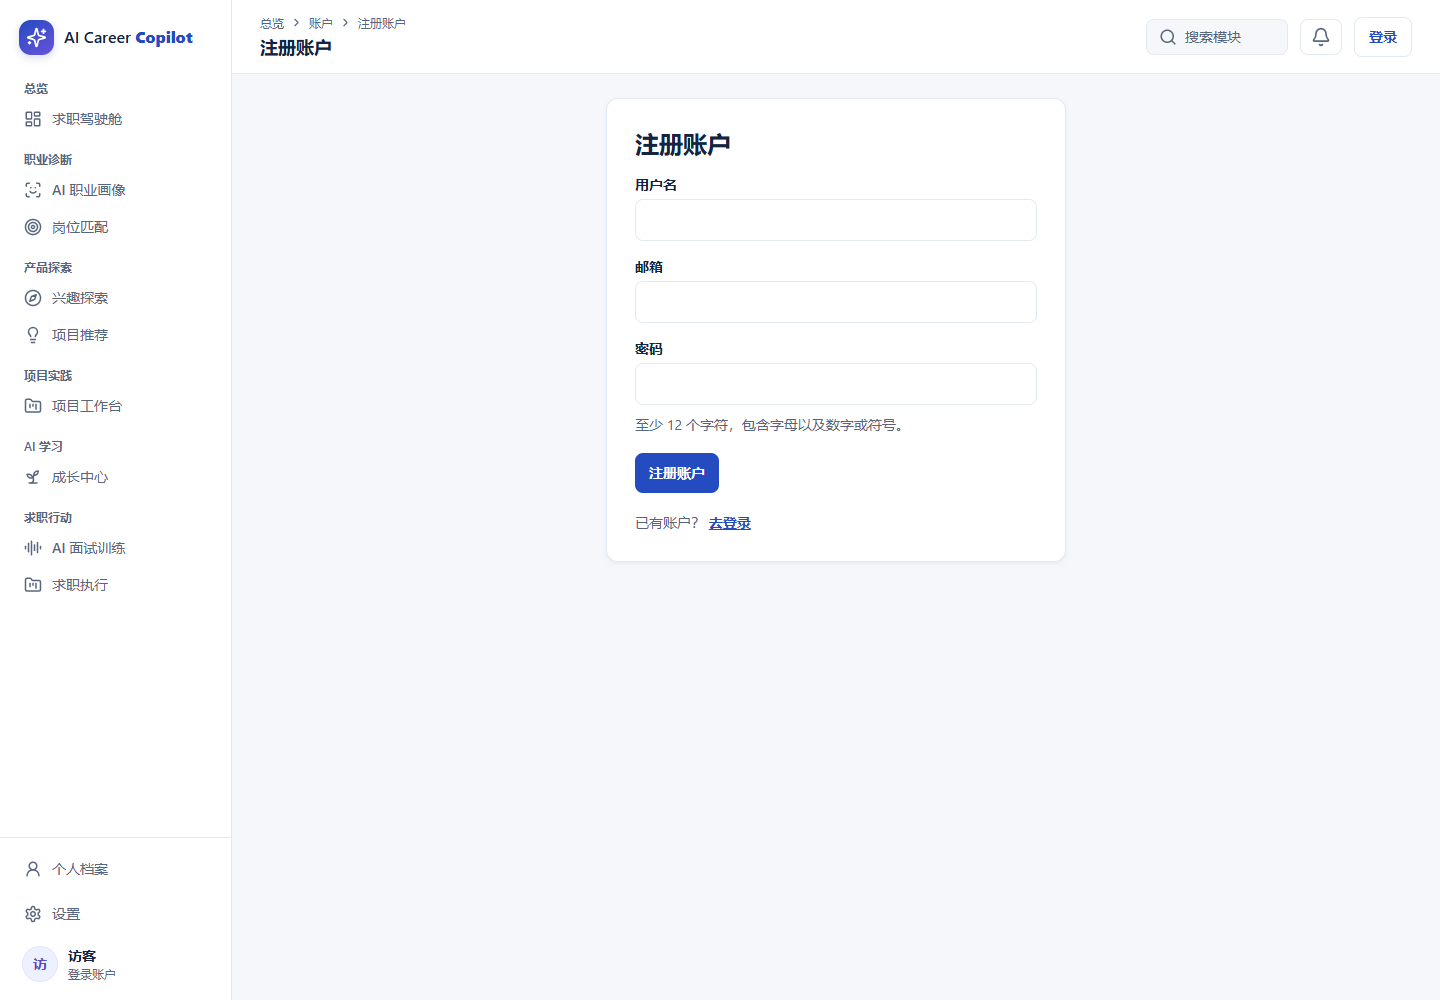 AI Career Copilot
总览
求职驾驶舱
职业诊断
AI 职业画像
岗位匹配
产品探索
兴趣探索
项目推荐
项目实践
项目工作台
AI 学习
成长中心
求职行动
AI 面试训练
求职执行
个人档案
设置
访
访客
登录账户
总览 > 账户 > 注册账户
注册账户
搜索模块
登录
注册账户
用户名
邮箱
密码
至少 12 个字符，包含字母以及数字或符号。
注册账户
已有账户？ 去登录